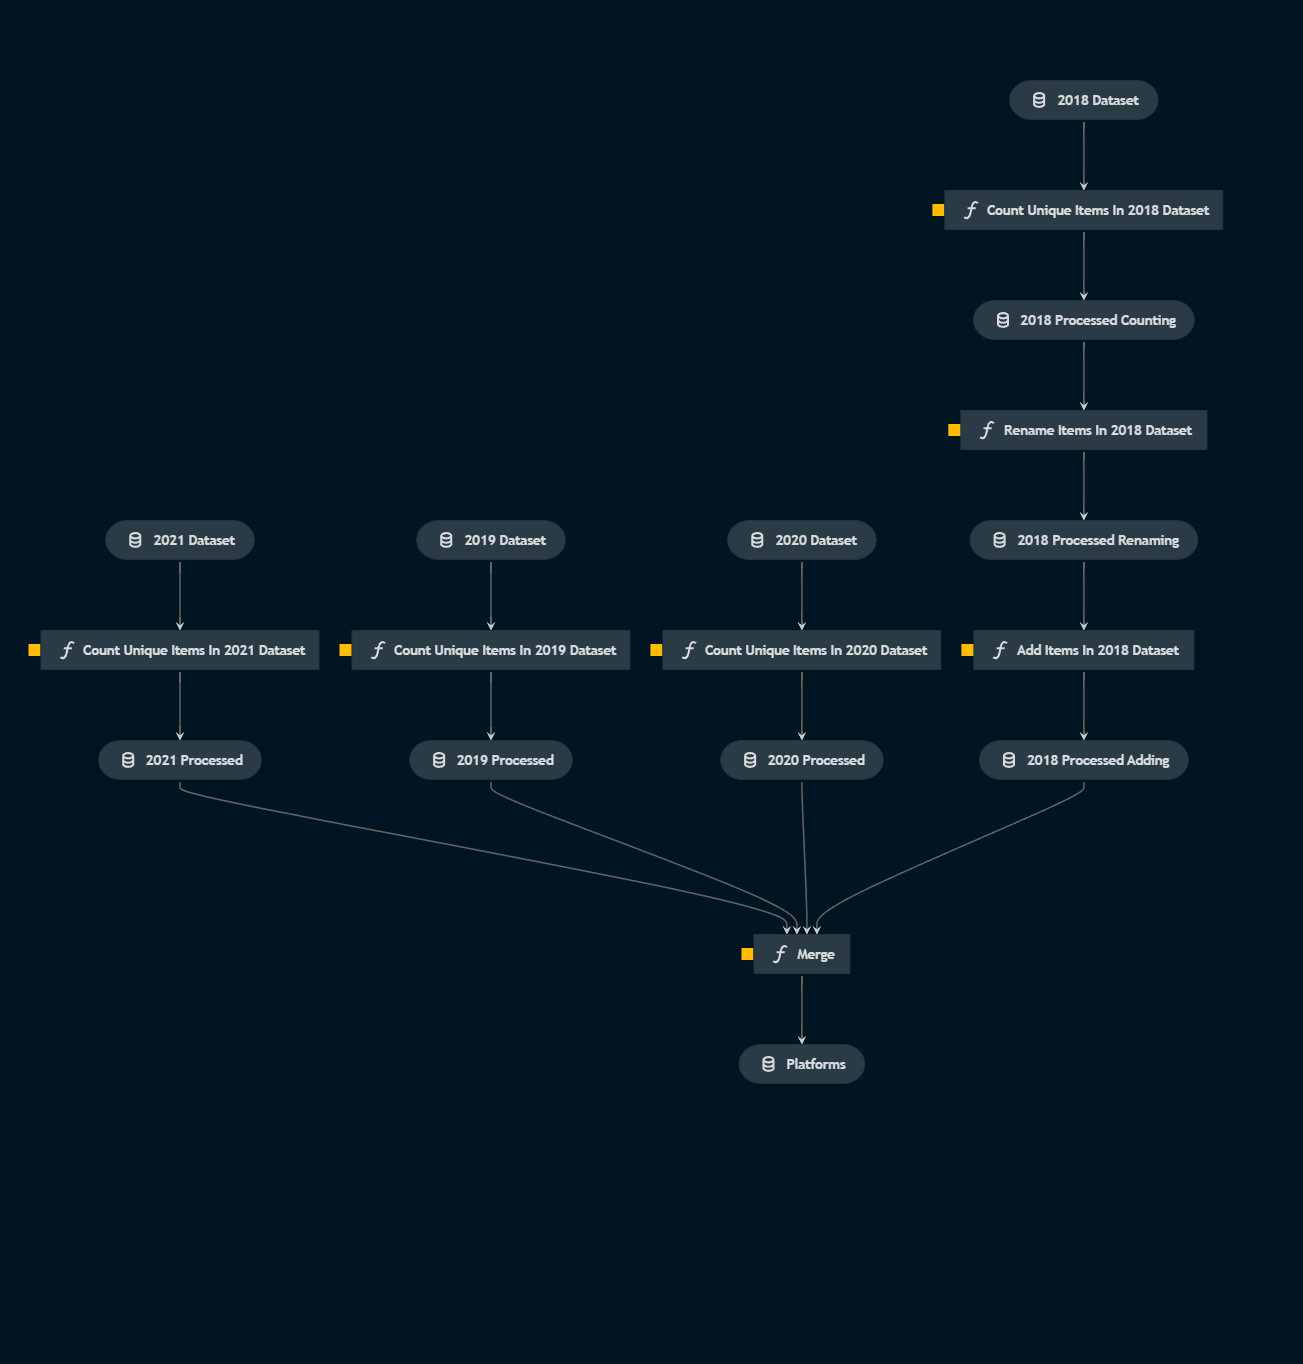 2018 Dataset
Count Unique Items In 2018 Dataset
2018 Processed Counting
Rename Items In 2018 Dataset
2021 Dataset
2019 Dataset
2020 Dataset
2018 Processed Renaming
Count Unique Items In 2021 Dataset
Count Unique Items In 2019 Dataset
Count Unique Items In 2020 Dataset
Add Items In 2018 Dataset
2021 Processed
2019 Processed
2020 Processed
2018 Processed Adding
Merge
Platforms